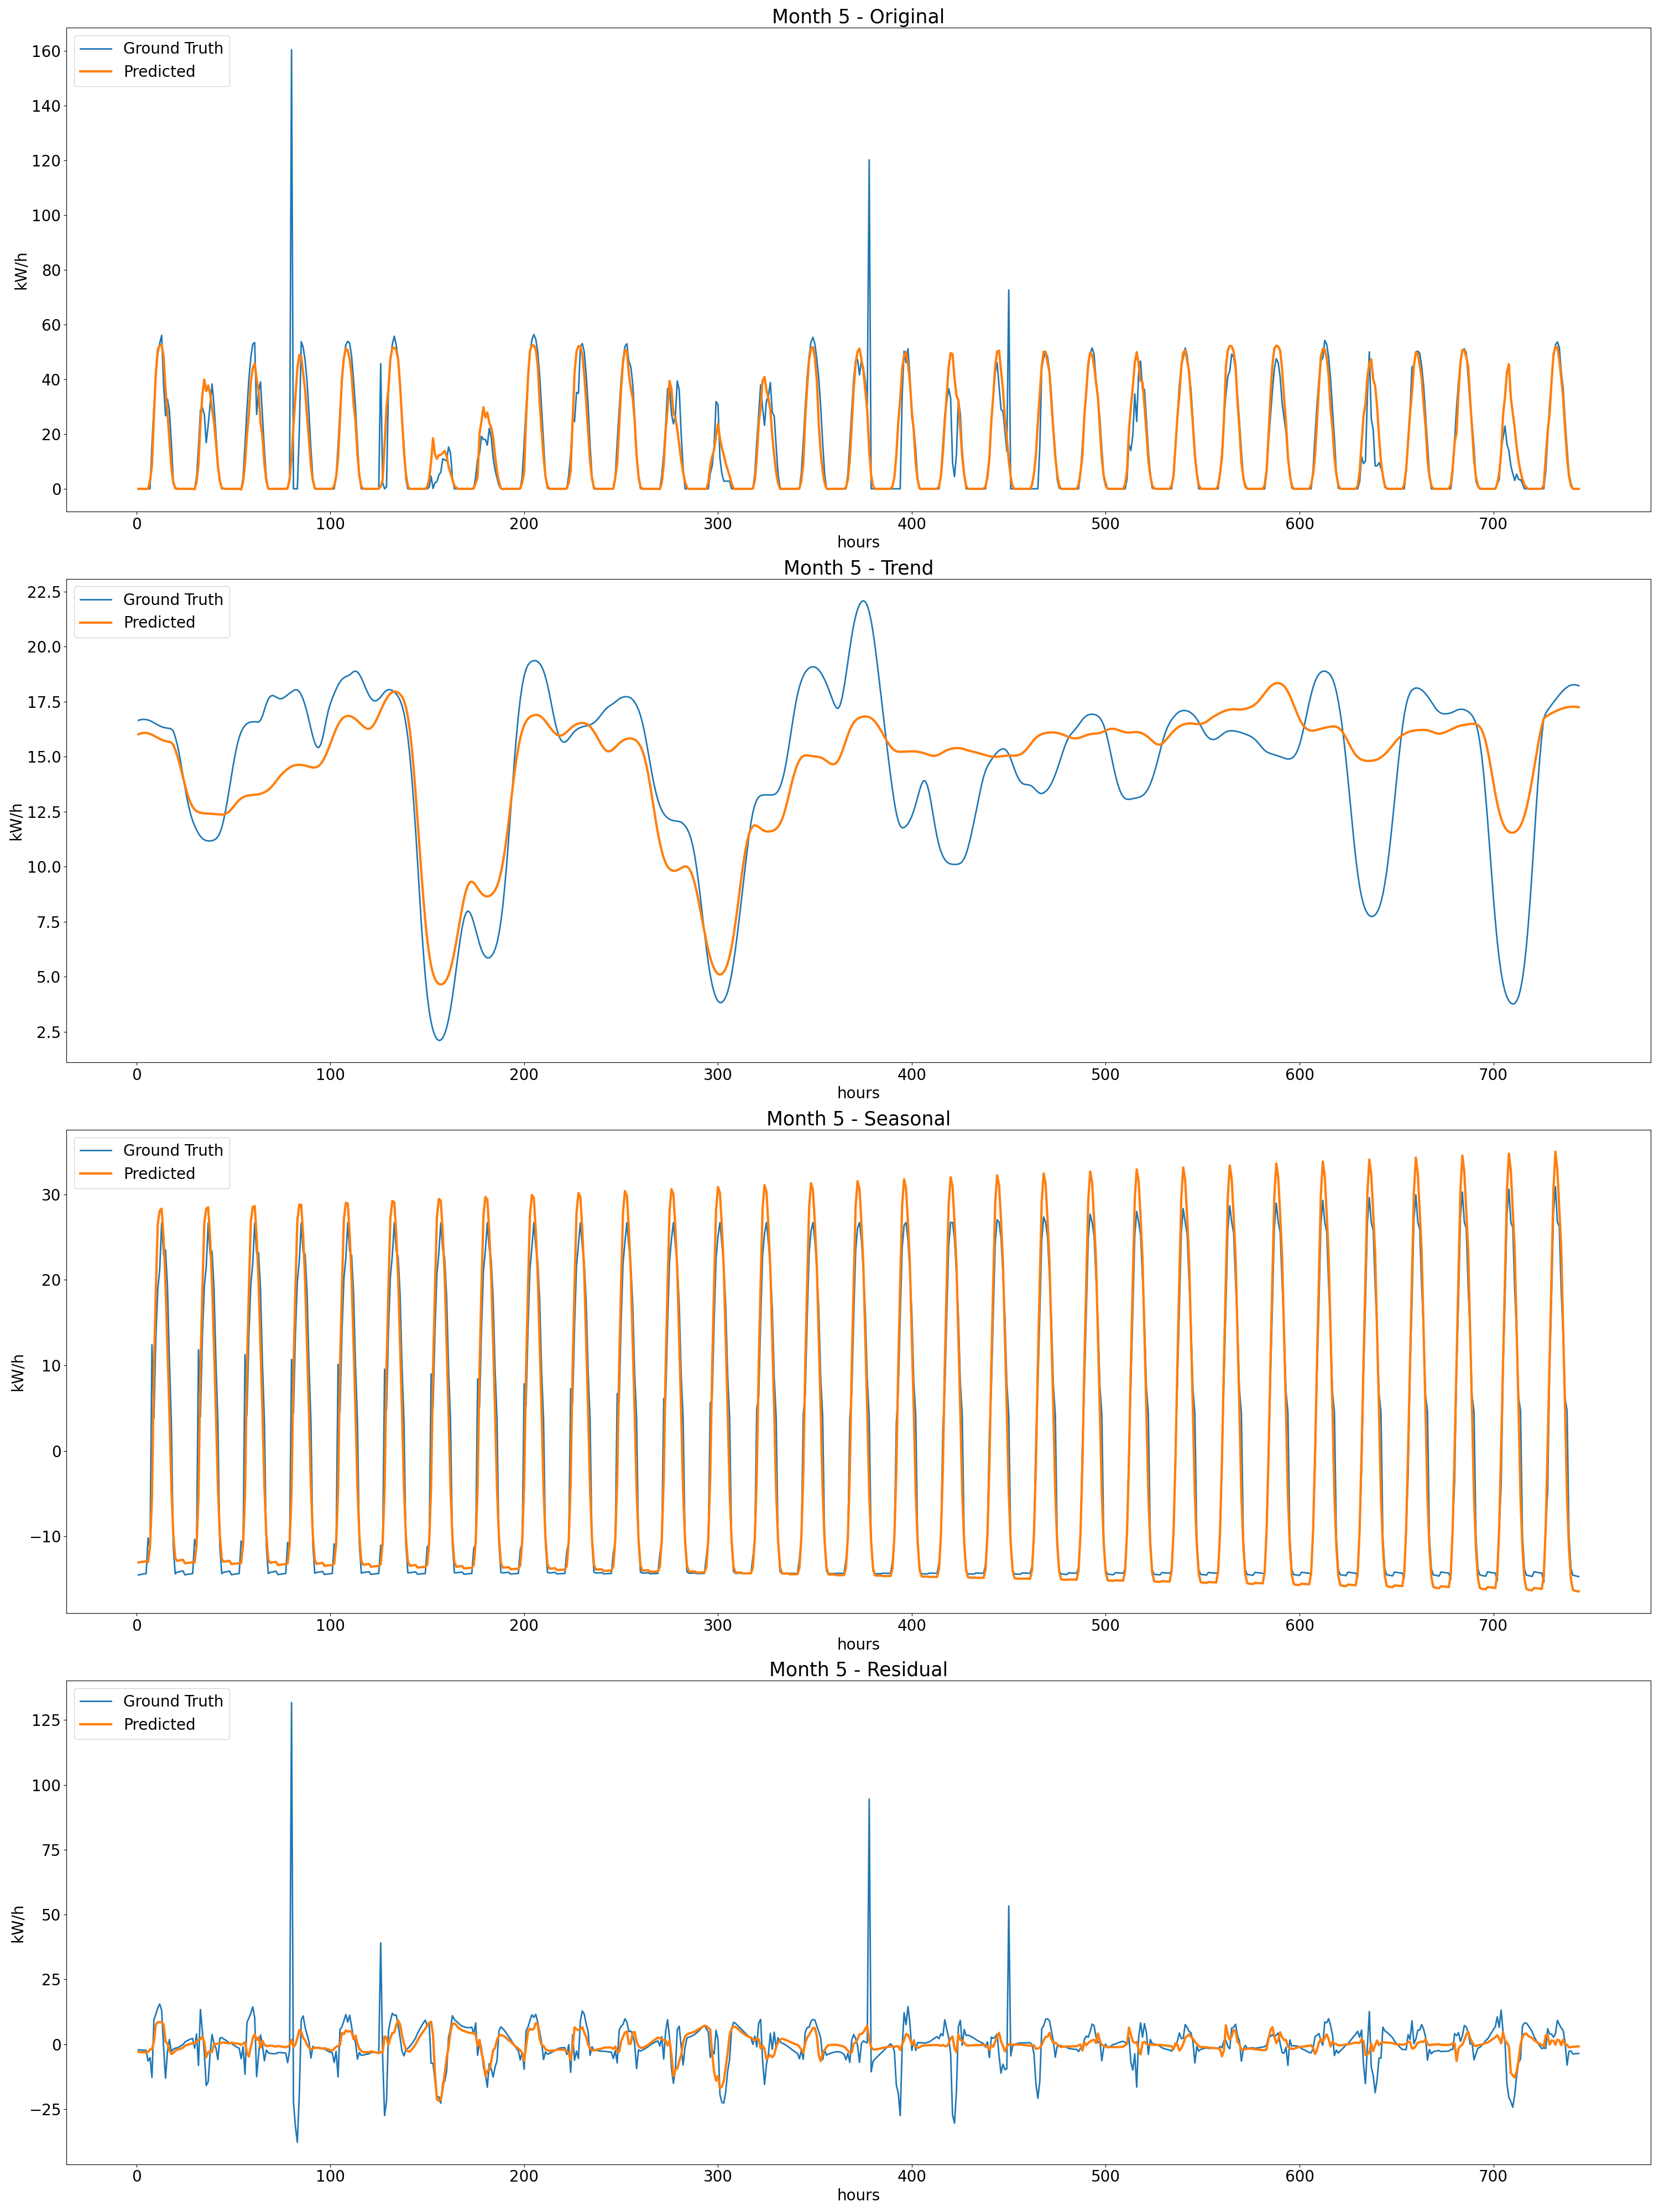 Month 5 - Original
Ground Truth
Predicted
160
140
120
100
80
60
40
20
0
kW/h
0 100 200 300 400 500 600 700
hours
Month 5 - Trend
Ground Truth
Predicted
22.5
20.0
17.5
15.0
12.5
10.0
7.5
5.0
2.5
kW/h
0 100 200 300 400 500 600 700
hours
Month 5 - Seasonal
Ground Truth
Predicted
30
20
10
0
−10
kW/h
0 100 200 300 400 500 600 700
hours
Month 5 - Residual
Ground Truth
Predicted
125
100
75
50
25
0
−25
kW/h
0 100 200 300 400 500 600 700
hours